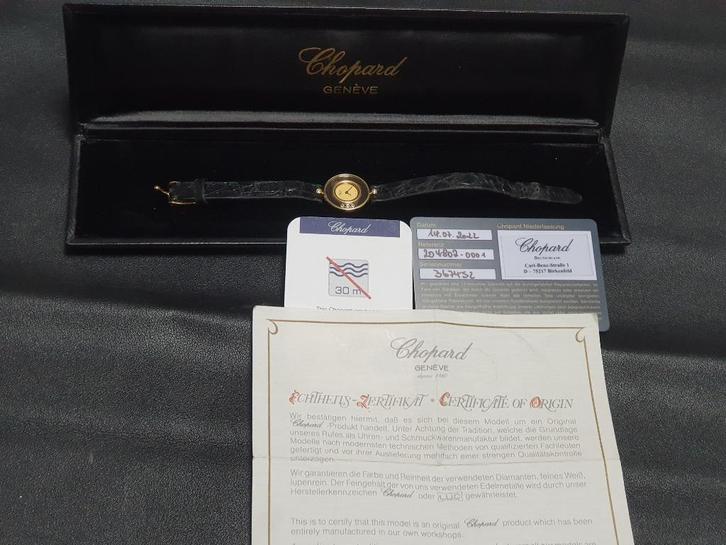 Chopard
GENÈVE
Chopard
30 m
Datum
14.07.2022
Referenz
204802-0001
Seriennummer
367452
Chopard Niederlassung
Chopard
DEUTSCHLAND
Carl-Benz-Straße 1
D - 75217 Birkenfeld
Chopard
GENÈVE
depuis 1860
ECHTHEITS-ZERTIFIKAT • CERTIFICATE OF ORIGIN
Wir bestätigen hiermit, daß es sich bei diesem Modell um ein Original
Chopard Produkt handelt. Unter Achtung der Tradition, welche die Grundlage
unseres Rufes als Uhren- und Schmuckwarenmanufaktur bildet, werden unsere
Modelle nach modernsten technischen Methoden von qualifizierten Fachleuten
gefertigt und vor ihrer Auslieferung mehrfach einer strengen Qualitätskontrolle
unterzogen.
Wir garantieren die Farbe und Reinheit der verwendeten Diamanten, feines Weiß,
lupenrein. Der Feingehalt der von uns verwendeten Edelmetalle wird durch unser
Herstellerkennzeichen Chopard oder L.U.C gewährleistet.
This is to certify that this model is an original Chopard product which has been
entirely manufactured in our own workshops.